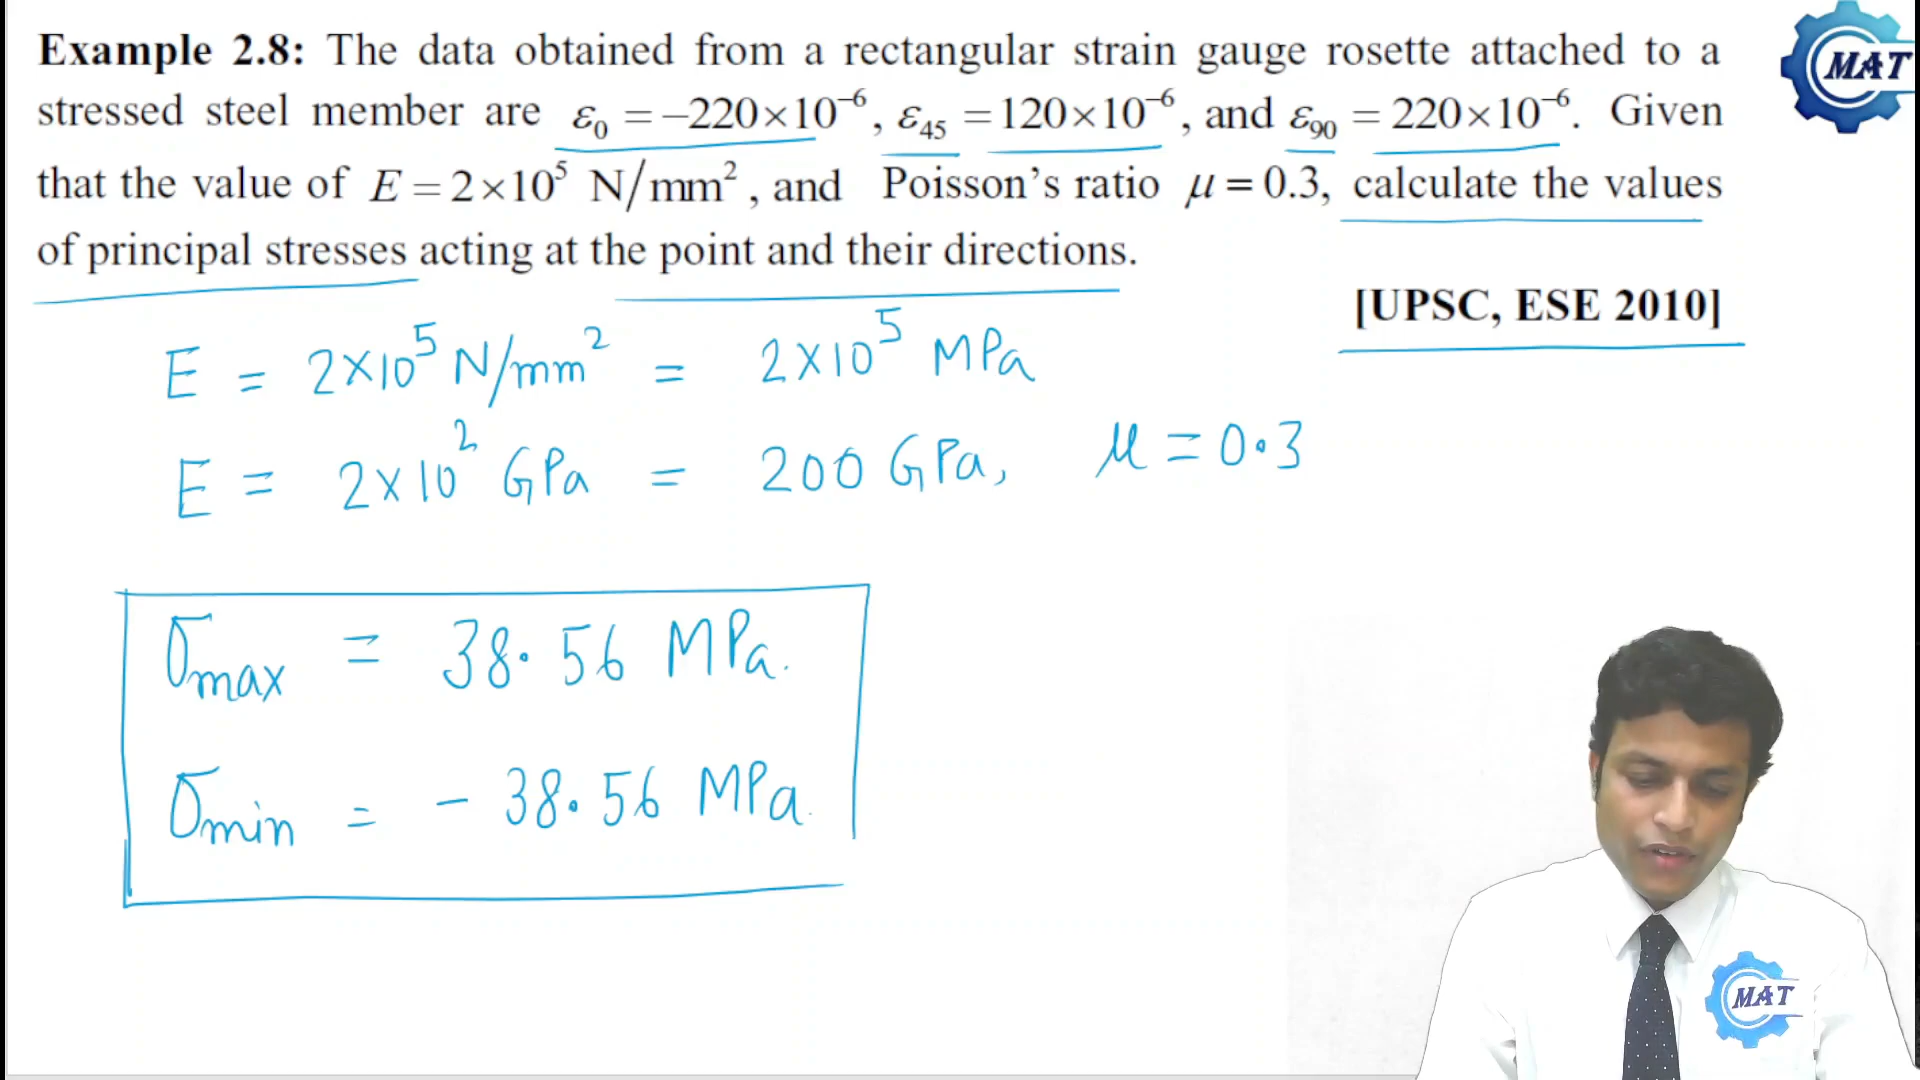 Example 2.8: The data obtained from a rectangular strain gauge rosette attached to a
stressed steel member are ε₀ = −220×10⁻⁶, ε₄₅ = 120×10⁻⁶, and ε₉₀ = 220×10⁻⁶. Given
that the value of E = 2×10⁵ N/mm², and Poisson's ratio μ = 0.3, calculate the values
of principal stresses acting at the point and their directions.
[UPSC, ESE 2010]
E = 2×10⁵ N/mm² = 2×10⁵ MPa
E = 2×10² GPa = 200 GPa, μ = 0.3
σmax = 38.56 MPa.
σmin = - 38.56 MPa.
MAT
MAT